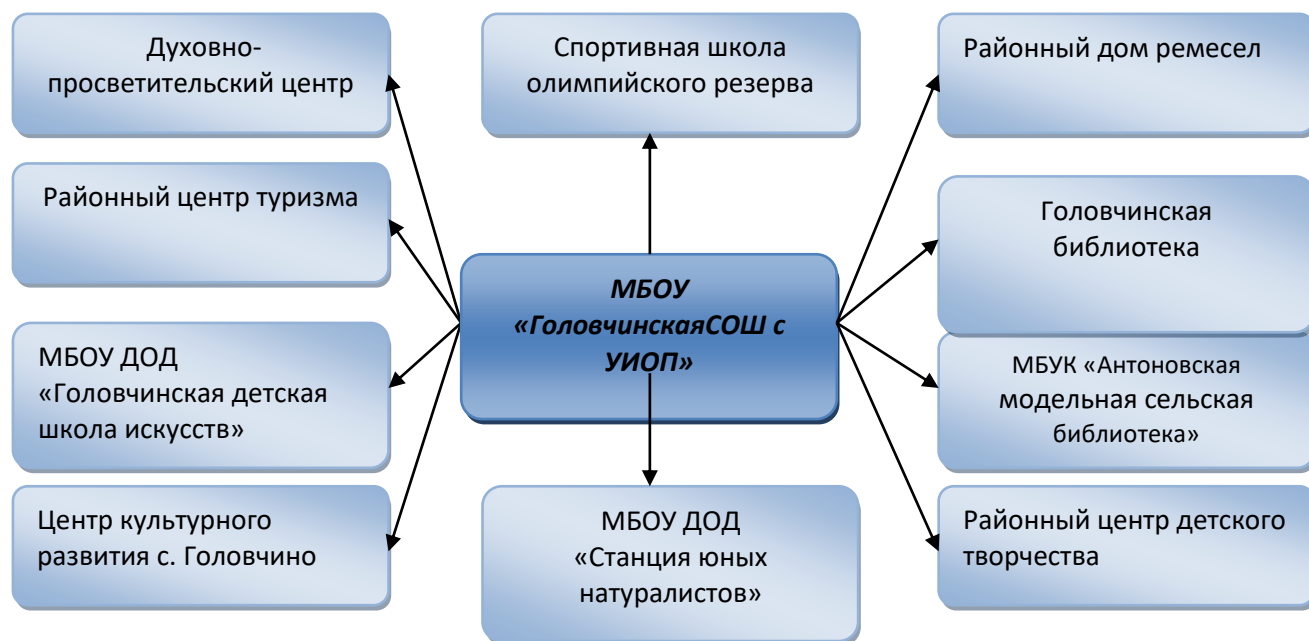 Духовно-
просветительский центр
Спортивная школа
олимпийского резерва
Районный дом ремесел
Районный центр туризма
Головчинская
библиотека
МБОУ
«ГоловчинскаяСОШ с
УИОП»
МБОУ ДОД
«Головчинская детская
школа искусств»
МБУК «Антоновская
модельная сельская
библиотека»
Центр культурного
развития с. Головчино
МБОУ ДОД
«Станция юных
натуралистов»
Районный центр детского
творчества